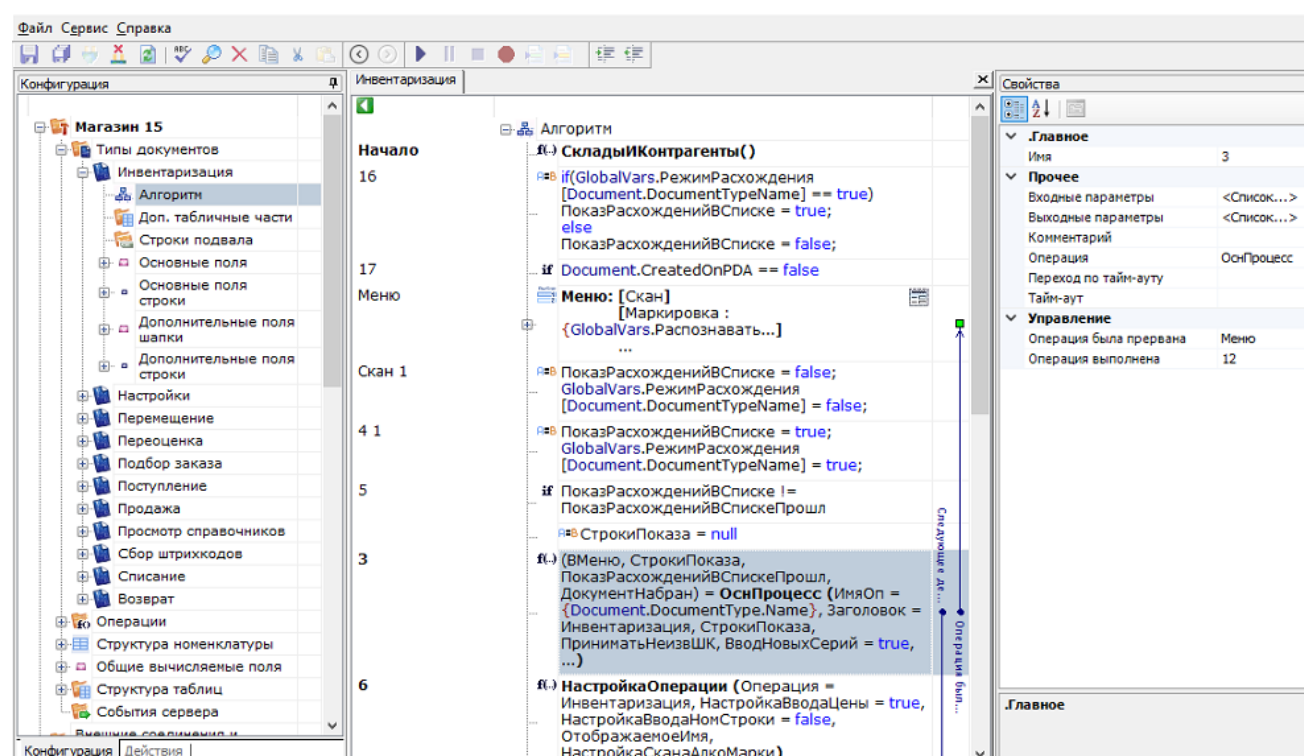 Файл Сервис Справка
Конфигурация
Магазин 15
Типы документов
Инвентаризация
Алгоритм
Доп. табличные части
Строки подвала
Основные поля
Основные поля
строки
Дополнительные поля
шапки
Дополнительные поля
строки
Настройки
Перемещение
Переоценка
Подбор заказа
Поступление
Продажа
Просмотр справочников
Сбор штрихкодов
Списание
Возврат
Операции
Структура номенклатуры
Общие вычисляемые поля
Структура таблиц
События сервера
Внешние соединения и
Конфигурация Действия
Инвентаризация
Алгоритм
Начало
f(..) СкладыИКонтрагенты()
16
A=B if(GlobalVars.РежимРасхождения
[Document.DocumentTypeName] == true)
ПоказРасхожденийВСписке = true;
else
ПоказРасхожденийВСписке = false;
17
if Document.CreatedOnPDA == false
Меню
Меню: [Скан]
[Маркировка :
{GlobalVars.Распознавать...]
...
Скан 1
A=B ПоказРасхожденийВСписке = false;
GlobalVars.РежимРасхождения
[Document.DocumentTypeName] = false;
4 1
A=B ПоказРасхожденийВСписке = true;
GlobalVars.РежимРасхождения
[Document.DocumentTypeName] = true;
5
if ПоказРасхожденийВСписке !=
ПоказРасхожденийВСпискеПрошл
A=B СтрокиПоказа = null
3
f(..) (ВМеню, СтрокиПоказа,
ПоказРасхожденийВСпискеПрошл,
ДокументНабран) = ОснПроцесс (ИмяОп =
{Document.DocumentType.Name}, Заголовок =
Инвентаризация, СтрокиПоказа,
ПриниматьНеизвШК, ВводНовыхСерий = true,
...)
6
f(..) НастройкаОперации (Операция =
Инвентаризация, НастройкаВводаЦены = true,
НастройкаВводаНомСтроки = false,
ОтображаемоеИмя,
НастройкаСканаАлкоМарки)
Следующее де...
Операция был...
Свойства
.Главное
Имя 3
Прочее
Входные параметры <Список...>
Выходные параметры <Список...>
Комментарий
Операция ОснПроцесс
Переход по тайм-ауту
Тайм-аут
Управление
Операция была прервана Меню
Операция выполнена 12
.Главное